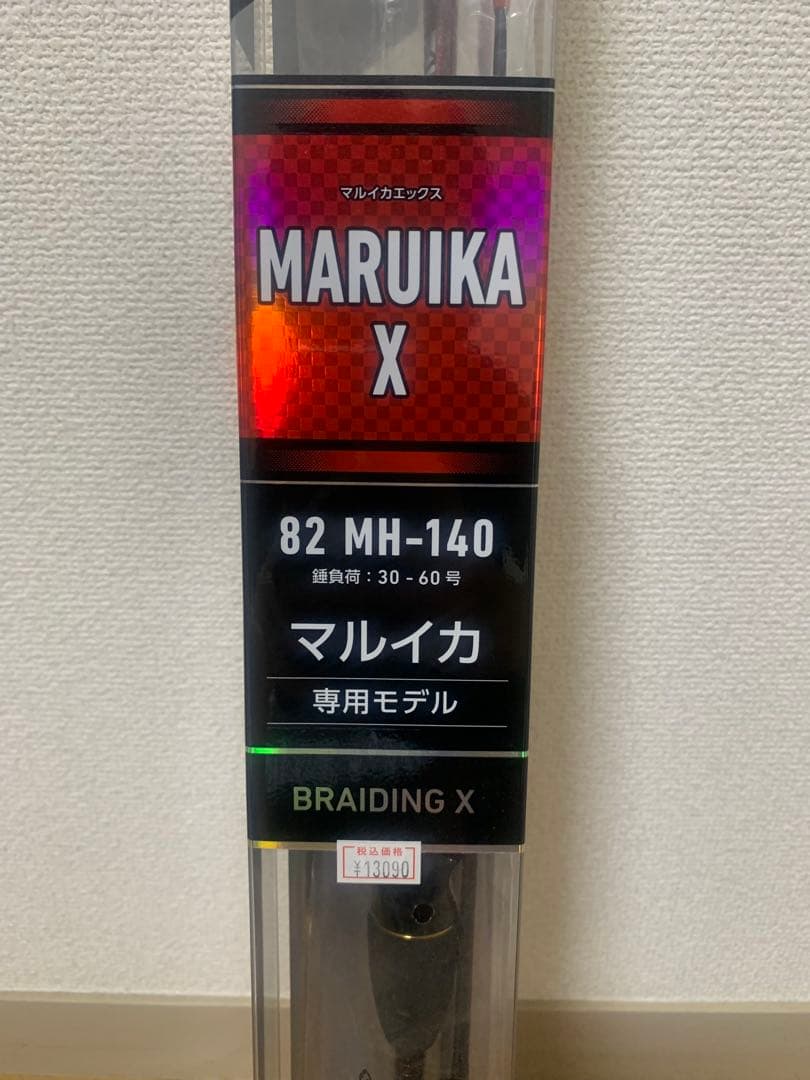 マルイカエックス
MARUIKA
X
82 MH-140
錘負荷：30 - 60 号
マルイカ
専用モデル
BRAIDING X
税込価格
¥13090